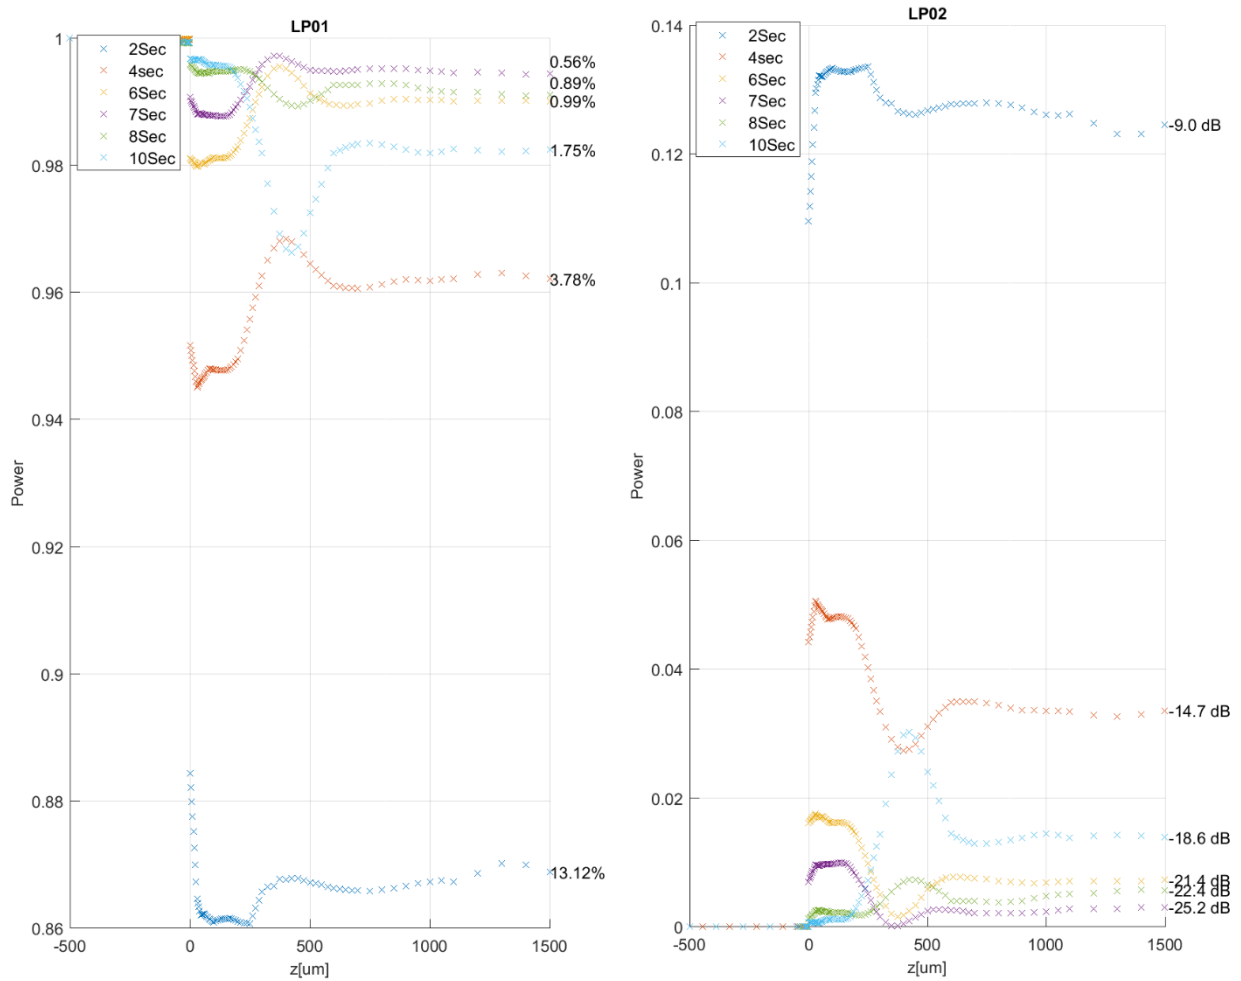 LP01
2Sec
4sec
6Sec
7Sec
8Sec
10Sec
1
0.98
0.96
0.94
0.92
0.9
0.88
0.86
Power
-500
0
500
1000
1500
z[um]
0.56%
0.89%
0.99%
1.75%
3.78%
13.12%
LP02
2Sec
4sec
6Sec
7Sec
8Sec
10Sec
0.14
0.12
0.1
0.08
0.06
0.04
0.02
0
Power
-500
0
500
1000
1500
z[um]
-9.0 dB
-14.7 dB
-18.6 dB
-21.4 dB
-22.4 dB
-25.2 dB